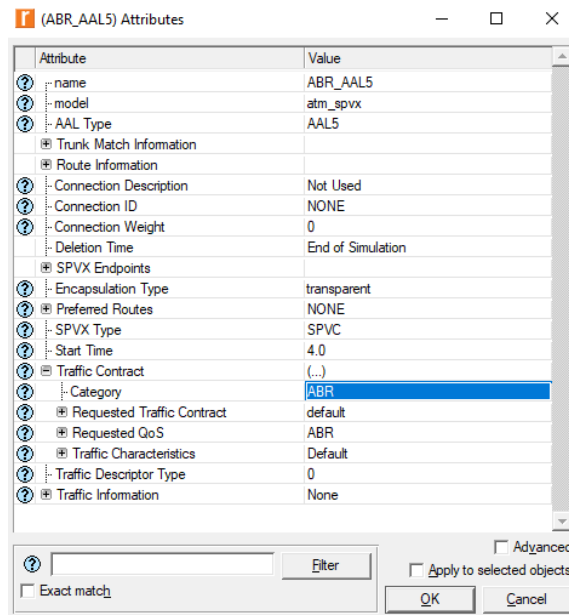 (ABR_AAL5) Attributes
Attribute Value
name ABR_AAL5
model atm_spvx
AAL Type AAL5
Trunk Match Information
Route Information
Connection Description Not Used
Connection ID NONE
Connection Weight 0
Deletion Time End of Simulation
SPVX Endpoints
Encapsulation Type transparent
Preferred Routes NONE
SPVX Type SPVC
Start Time 4.0
Traffic Contract (...)
Category ABR
Requested Traffic Contract default
Requested QoS ABR
Traffic Characteristics Default
Traffic Descriptor Type 0
Traffic Information None
Advanced
Filter
Apply to selected objects
Exact match
OK Cancel